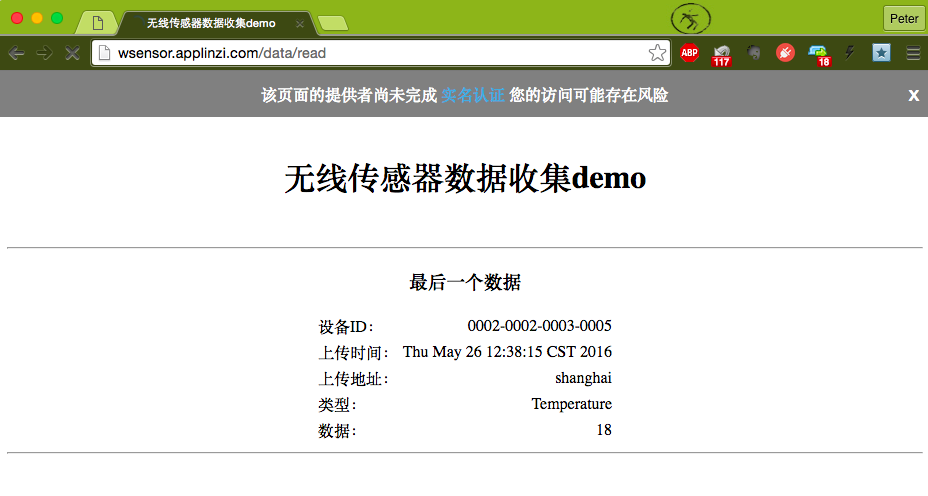 无线传感器数据收集demo
Peter
wsensor.applinzi.com/data/read
ABP
117
18
该页面的提供者尚未完成 实名认证 您的访问可能存在风险
X
无线传感器数据收集demo
最后一个数据
设备ID： 0002-0002-0003-0005
上传时间： Thu May 26 12:38:15 CST 2016
上传地址： shanghai
类型： Temperature
数据： 18